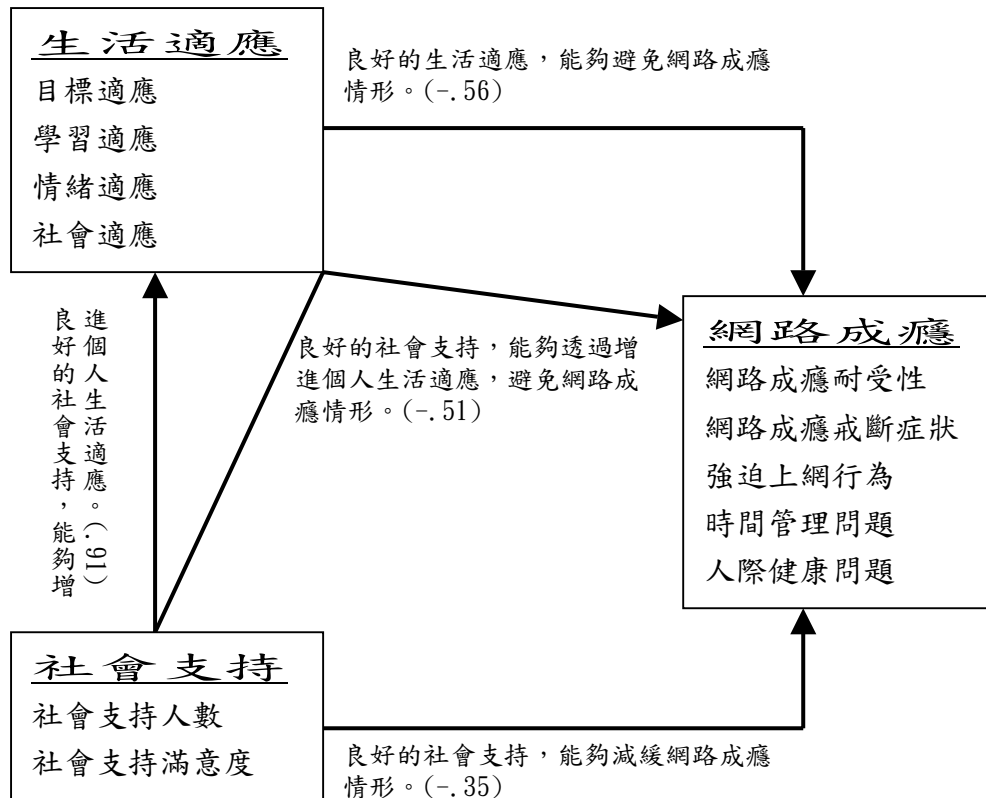 生活適應
目標適應
學習適應
情緒適應
社會適應
良好的生活適應，能夠避免網路成癮
情形。(-.56)
良好的社會支持，能夠增
進個人生活適應。(.91)
良好的社會支持，能夠透過增
進個人生活適應，避免網路成
癮情形。(-.51)
網路成癮
網路成癮耐受性
網路成癮戒斷症狀
強迫上網行為
時間管理問題
人際健康問題
社會支持
社會支持人數
社會支持滿意度
良好的社會支持，能夠減緩網路成癮
情形。(-.35)